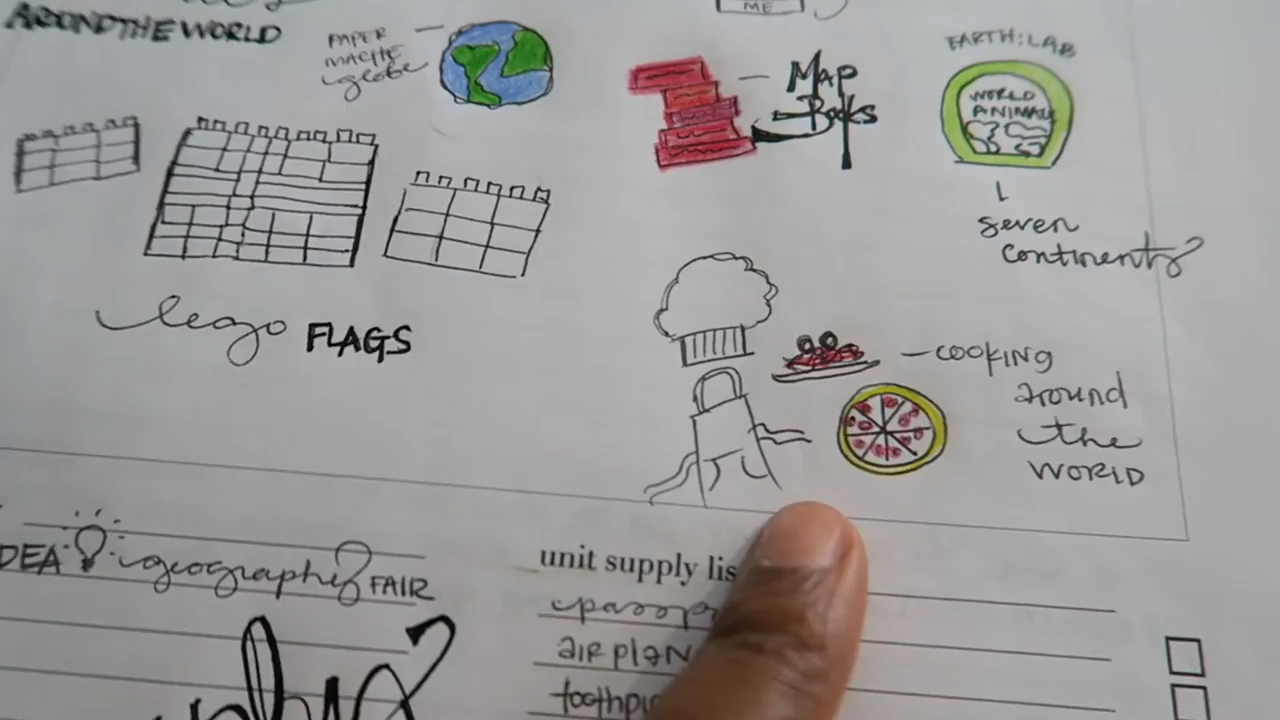 AROUND THE WORLD
PAPER
MACHE
globe
ME
MAP
Books
EARTH:LAB
WORLD
ANIMALS
seven
continents
lego FLAGS
COOKING
around
the
WORLD
IDEA geography FAIR
unit supply lis
airplan